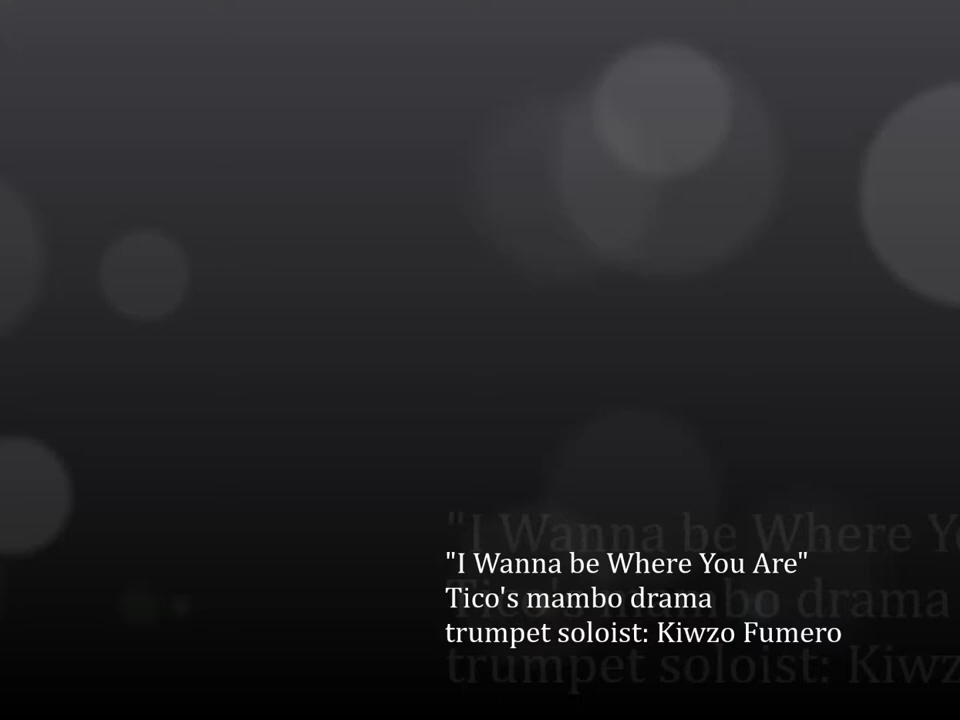 "I Wanna be Where You Are"
Tico's mambo drama
trumpet soloist: Kiwzo Fumero